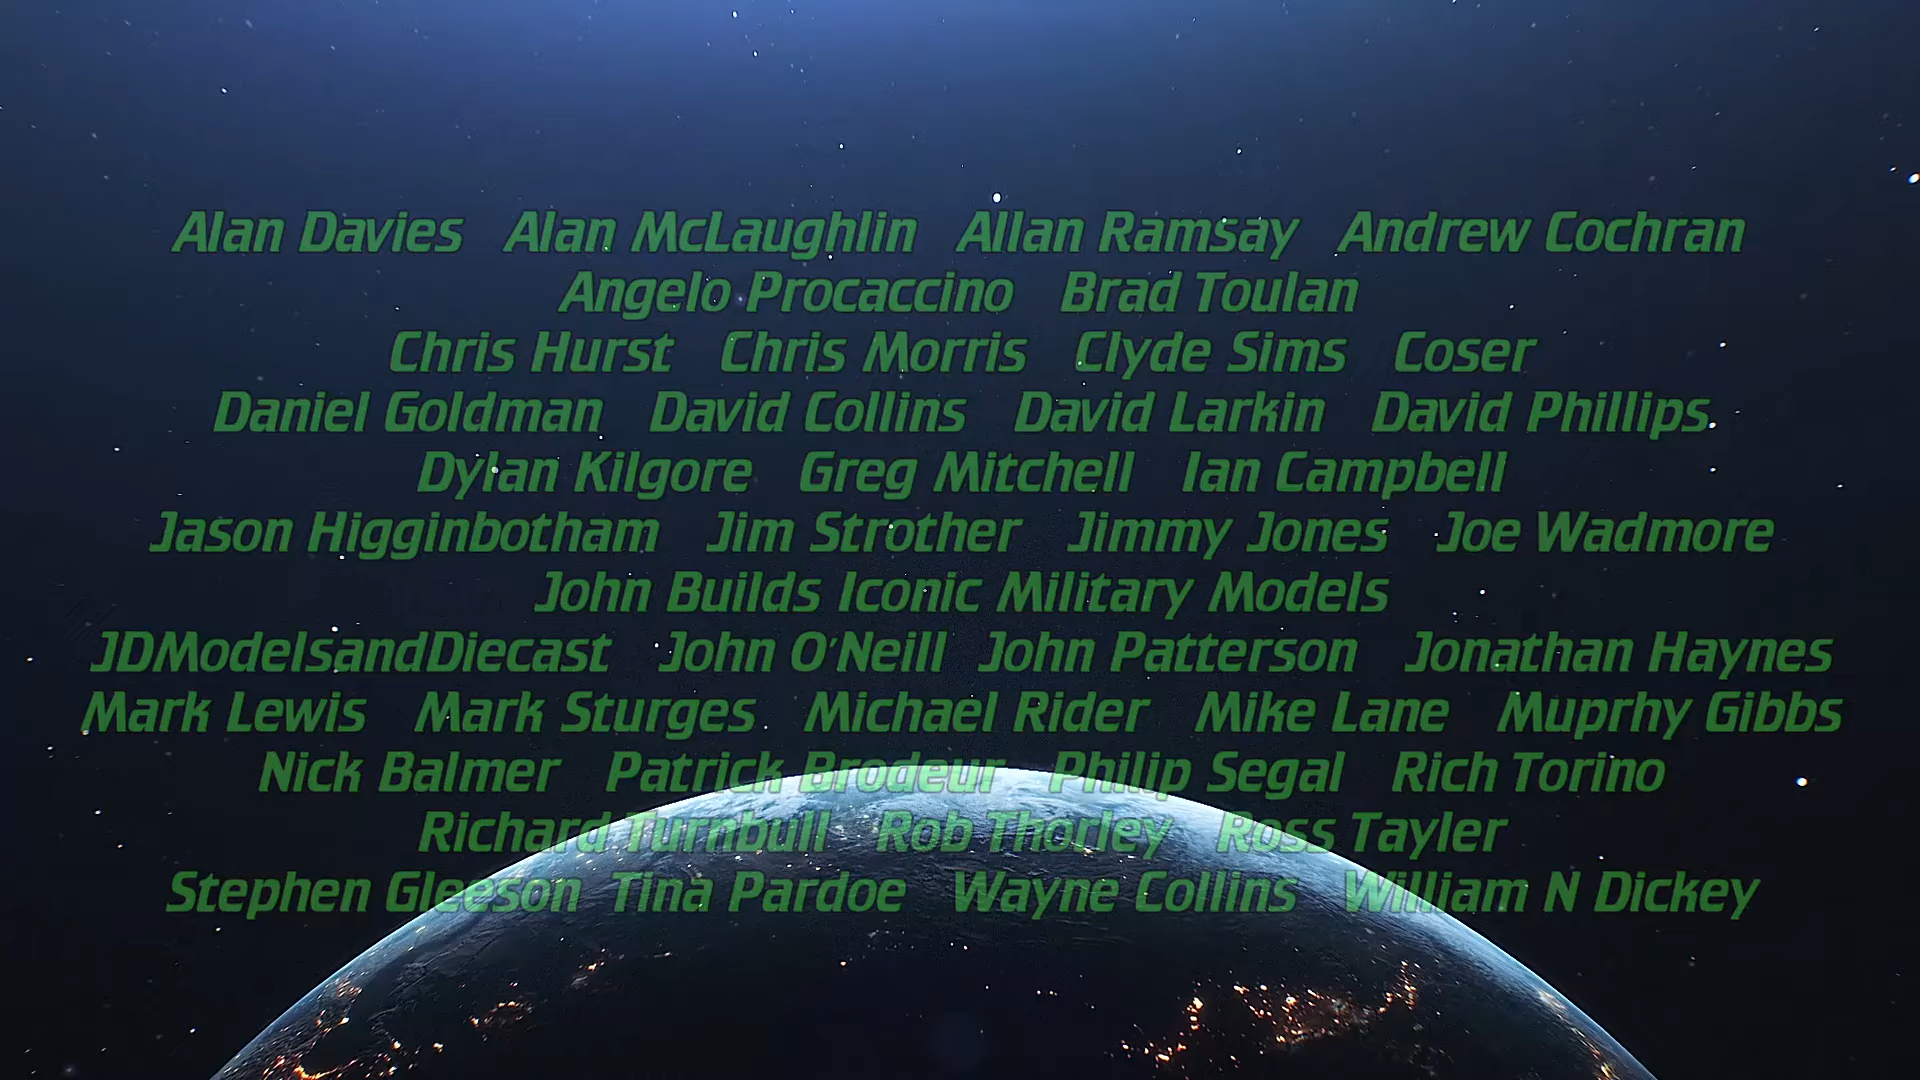 Alan Davies Alan McLaughlin Allan Ramsay Andrew Cochran
Angelo Procaccino Brad Toulan
Chris Hurst Chris Morris Clyde Sims Coser
Daniel Goldman David Collins David Larkin David Phillips
Dylan Kilgore Greg Mitchell Ian Campbell
Jason Higginbotham Jim Strother Jimmy Jones Joe Wadmore
John Builds Iconic Military Models
JDModelsandDiecast John O'Neill John Patterson Jonathan Haynes
Mark Lewis Mark Sturges Michael Rider Mike Lane Muprhy Gibbs
Nick Balmer Patrick Brodeur Philip Segal Rich Torino
Richard Turnbull Rob Thorley Ross Tayler
Stephen Gleeson Tina Pardoe Wayne Collins William N Dickey